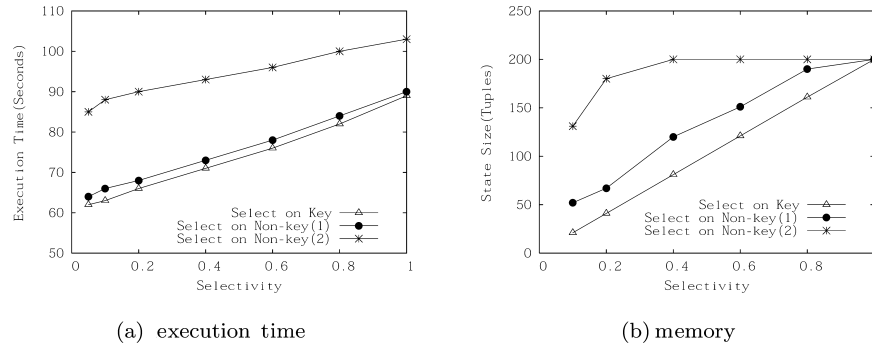 110
100
90
80
70
60
50
Execution Time(Seconds)
Select on Key
Select on Non-key(1)
Select on Non-key(2)
0 0.2 0.4 0.6 0.8 1
Selectivity
(a) execution time
250
200
150
100
50
0
State Size(Tuples)
Select on Key
Select on Non-key(1)
Select on Non-key(2)
0 0.2 0.4 0.6 0.8
Selectivity
(b) memory